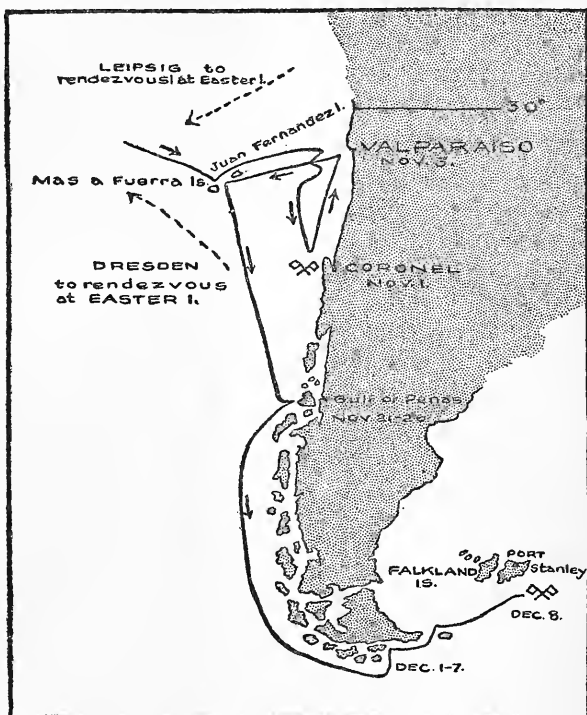 LEIPSIG to
rendezvous at Easter I.
30°
Juan Fernandez I.
VALPARAISO
NOV. 3.
Mas a Fuerra Is.
DRESDEN
to rendezvous
at EASTER I.
CORONEL
NOV. 1.
Gulf of Penas
NOV 21-26
FALKLAND
IS.
PORT
Stanley
DEC. 8.
DEC. 1-7.